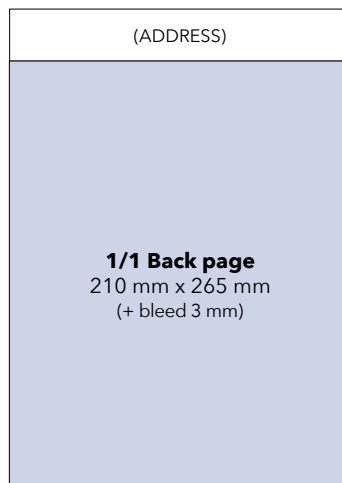 (ADDRESS)
1/1 Back page
210 mm x 265 mm
(+ bleed 3 mm)